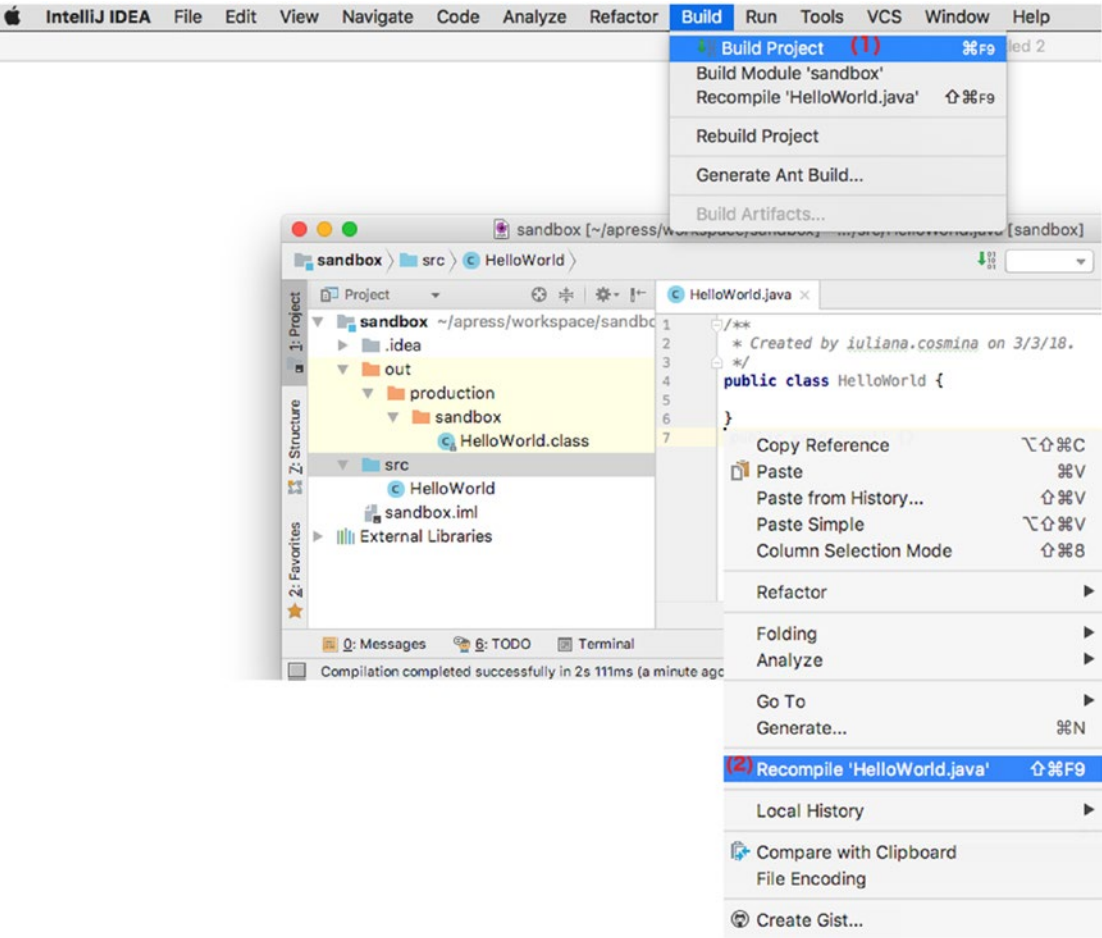 IntelliJ IDEA File Edit View Navigate Code Analyze Refactor Build Run Tools VCS Window Help
Build Project (1) ⌘F9
led 2
Build Module 'sandbox'
Recompile 'HelloWorld.java' ⇧⌘F9
Rebuild Project
Generate Ant Build...
Build Artifacts...
sandbox [~/apress/workspace/sandbox] - .../src/HelloWorld.java [sandbox]
sandbox src HelloWorld
1: Project
Z: Structure
2: Favorites
Project
sandbox ~/apress/workspace/sandbo
.idea
out
production
sandbox
HelloWorld.class
src
HelloWorld
sandbox.iml
External Libraries
HelloWorld.java
1 /**
2 * Created by iuliana.cosmina on 3/3/18.
3 */
4 public class HelloWorld {
5
6 }
7
0: Messages 6: TODO Terminal
Compilation completed successfully in 2s 111ms (a minute ago
Copy Reference ⌥⇧⌘C
Paste ⌘V
Paste from History... ⇧⌘V
Paste Simple ⌥⇧⌘V
Column Selection Mode ⇧⌘8
Refactor
Folding
Analyze
Go To
Generate... ⌘N
(2) Recompile 'HelloWorld.java' ⇧⌘F9
Local History
Compare with Clipboard
File Encoding
Create Gist...